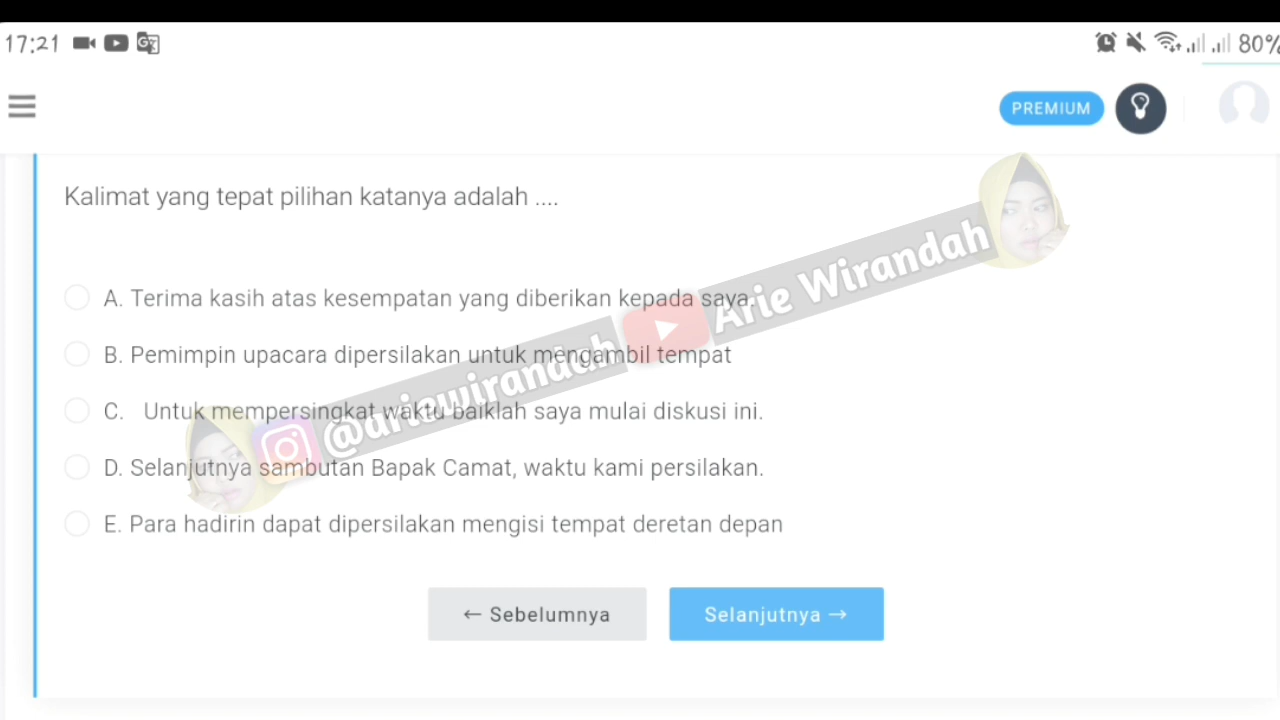 17:21
80%
PREMIUM
Kalimat yang tepat pilihan katanya adalah ....
A. Terima kasih atas kesempatan yang diberikan kepada saya.
B. Pemimpin upacara dipersilakan untuk mengambil tempat
C. Untuk mempersingkat waktu baiklah saya mulai diskusi ini.
D. Selanjutnya sambutan Bapak Camat, waktu kami persilakan.
E. Para hadirin dapat dipersilakan mengisi tempat deretan depan
@ariewirandah Arie Wirandah
← Sebelumnya
Selanjutnya →